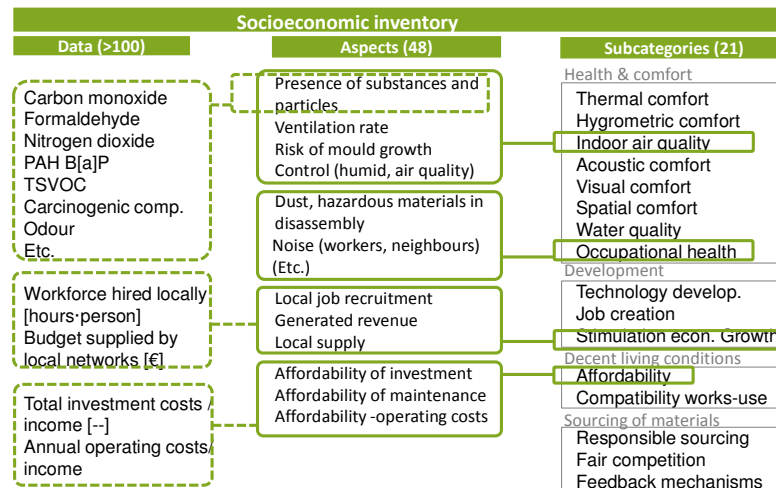 Socioeconomic inventory
Data (>100)
Carbon monoxide
Formaldehyde
Nitrogen dioxide
PAH B[a]P
TSVOC
Carcinogenic comp.
Odour
Etc.
Workforce hired locally
[hours·person]
Budget supplied by
local networks [€]
Total investment costs /
income [--]
Annual operating costs/
income
Aspects (48)
Presence of substances and
particles
Ventilation rate
Risk of mould growth
Control (humid, air quality)
Dust, hazardous materials in
disassembly
Noise (workers, neighbours)
(Etc.)
Local job recruitment
Generated revenue
Local supply
Affordability of investment
Affordability of maintenance
Affordability -operating costs
Subcategories (21)
Health & comfort
Thermal comfort
Hygrometric comfort
Indoor air quality
Acoustic comfort
Visual comfort
Spatial comfort
Water quality
Occupational health
Development
Technology develop.
Job creation
Stimulation econ. Growth
Decent living conditions
Affordability
Compatibility works-use
Sourcing of materials
Responsible sourcing
Fair competition
Feedback mechanisms